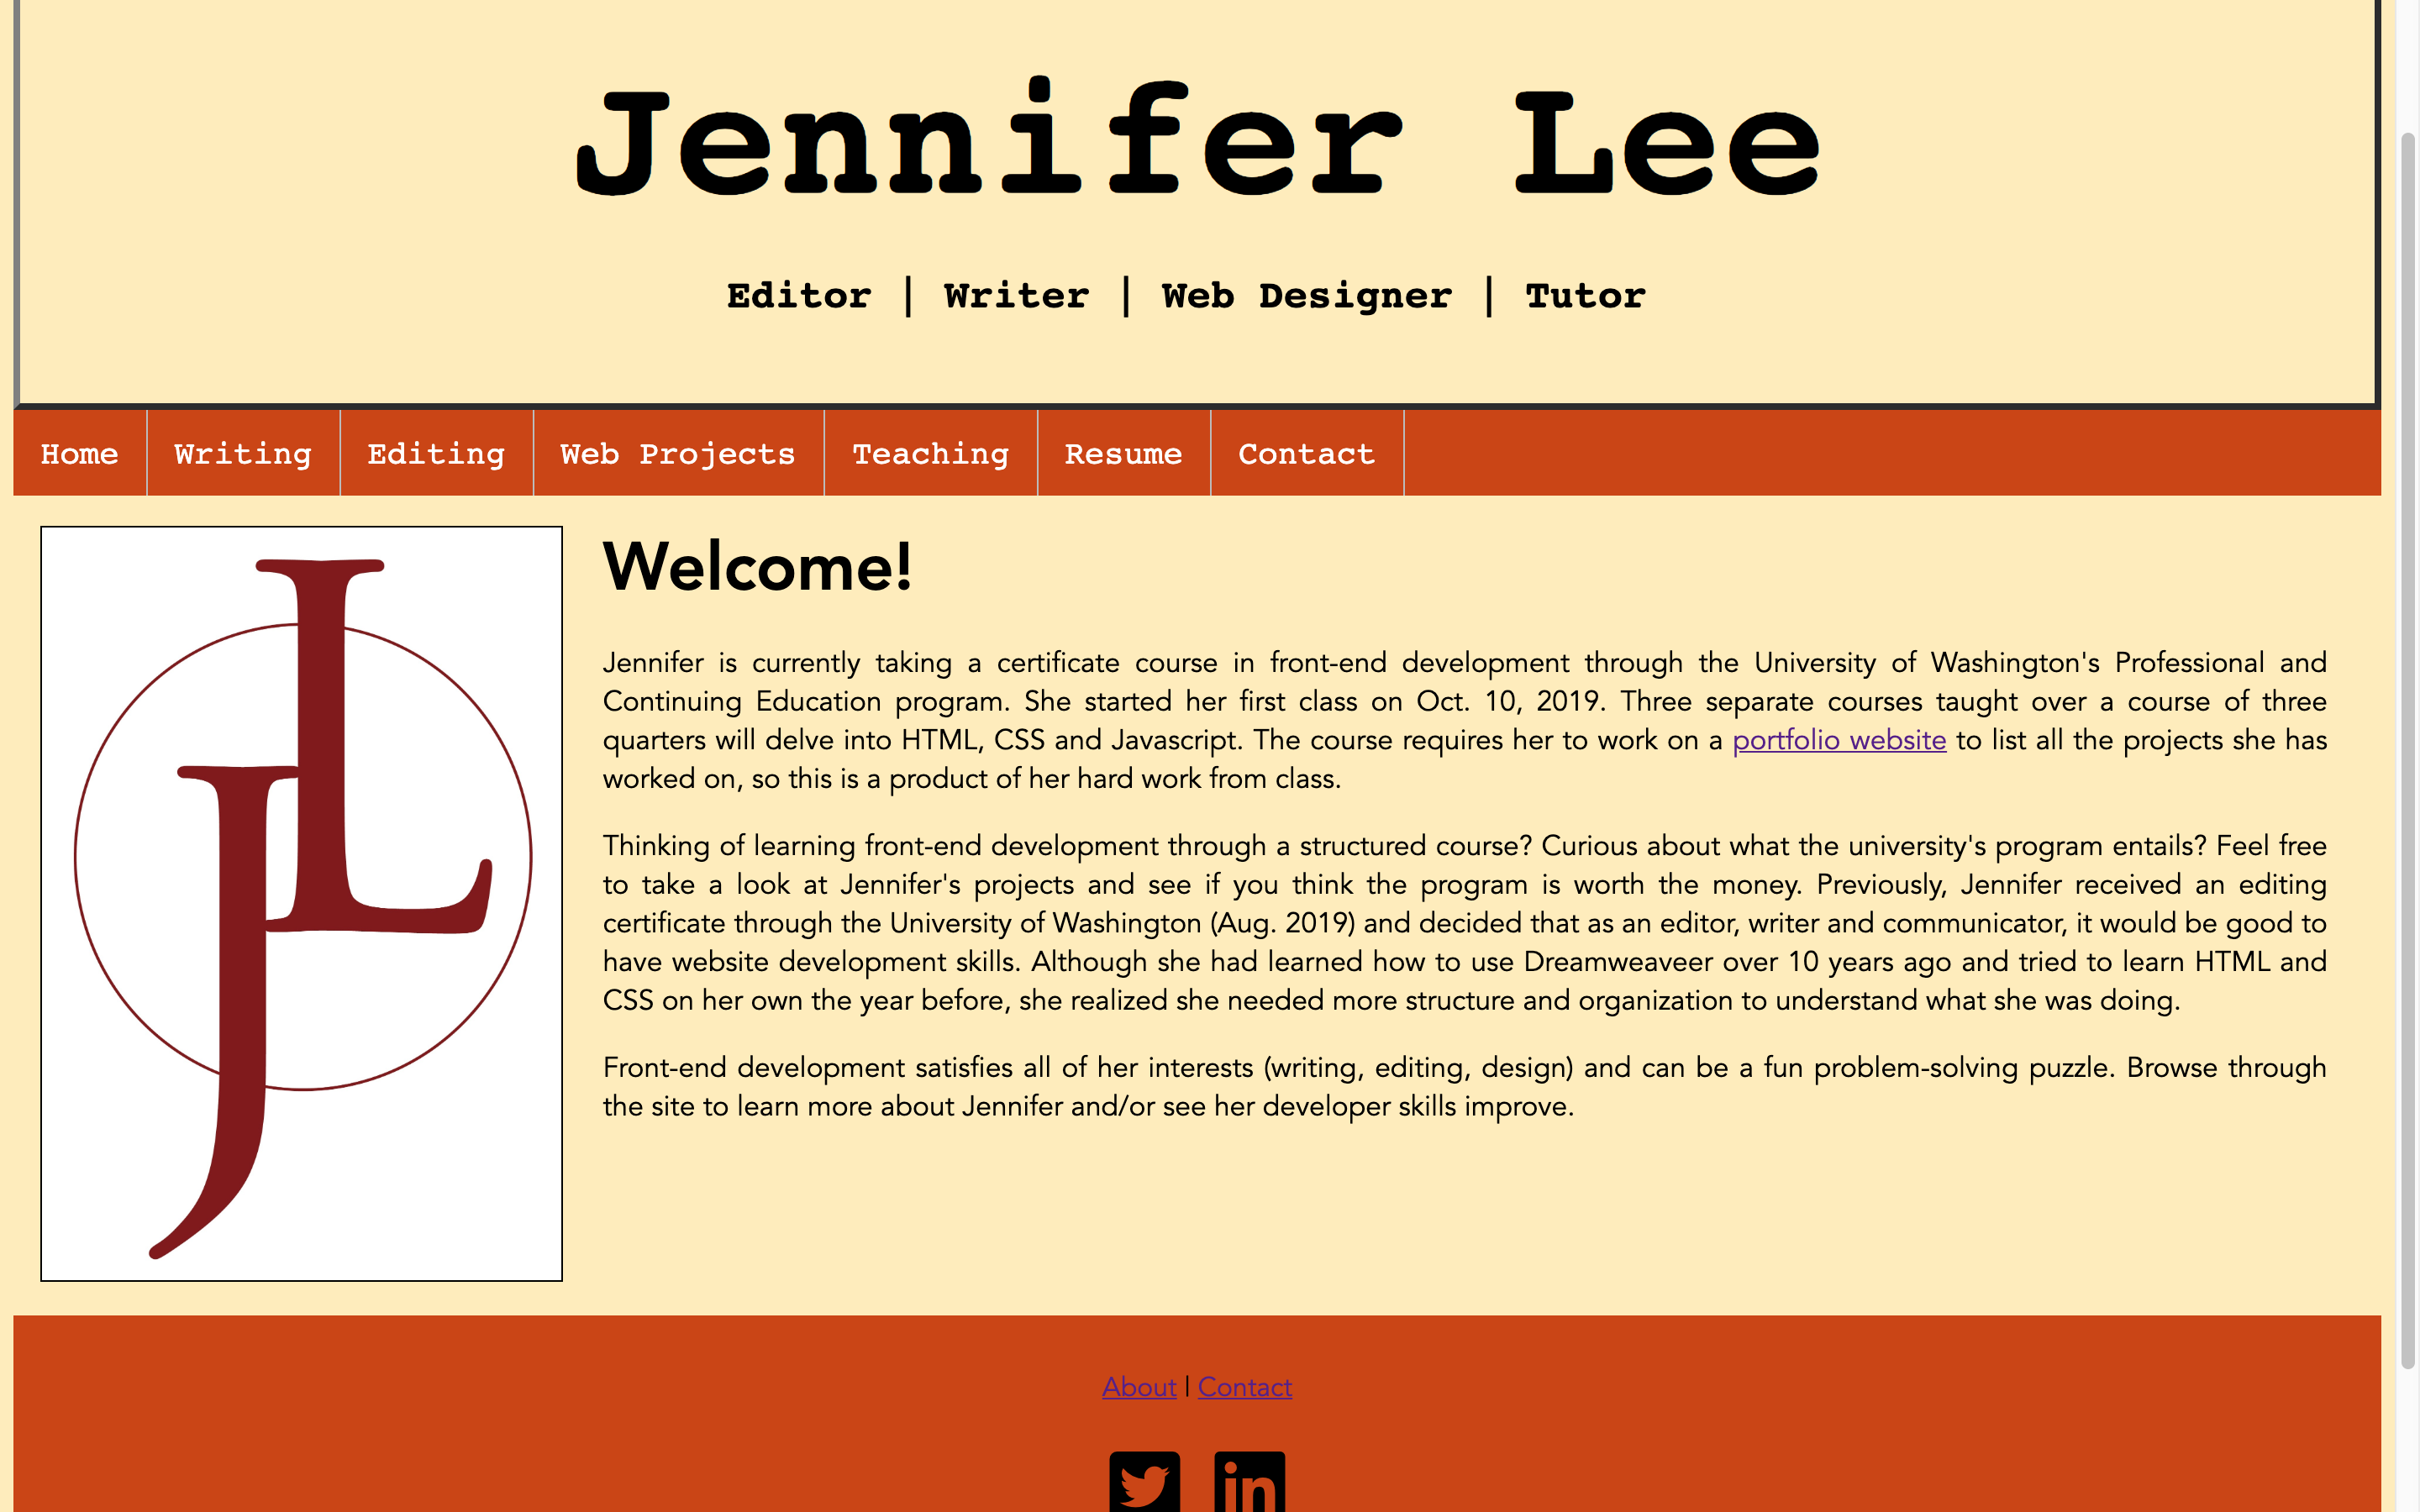 Jennifer Lee
Editor | Writer | Web Designer | Tutor
Home Writing Editing Web Projects Teaching Resume Contact
JL
Welcome!
Jennifer is currently taking a certificate course in front-end development through the University of Washington's Professional and
Continuing Education program. She started her first class on Oct. 10, 2019. Three separate courses taught over a course of three
quarters will delve into HTML, CSS and Javascript. The course requires her to work on a portfolio website to list all the projects she has
worked on, so this is a product of her hard work from class.
Thinking of learning front-end development through a structured course? Curious about what the university's program entails? Feel free
to take a look at Jennifer's projects and see if you think the program is worth the money. Previously, Jennifer received an editing
certificate through the University of Washington (Aug. 2019) and decided that as an editor, writer and communicator, it would be good to
have website development skills. Although she had learned how to use Dreamweaveer over 10 years ago and tried to learn HTML and
CSS on her own the year before, she realized she needed more structure and organization to understand what she was doing.
Front-end development satisfies all of her interests (writing, editing, design) and can be a fun problem-solving puzzle. Browse through
the site to learn more about Jennifer and/or see her developer skills improve.
About | Contact
in